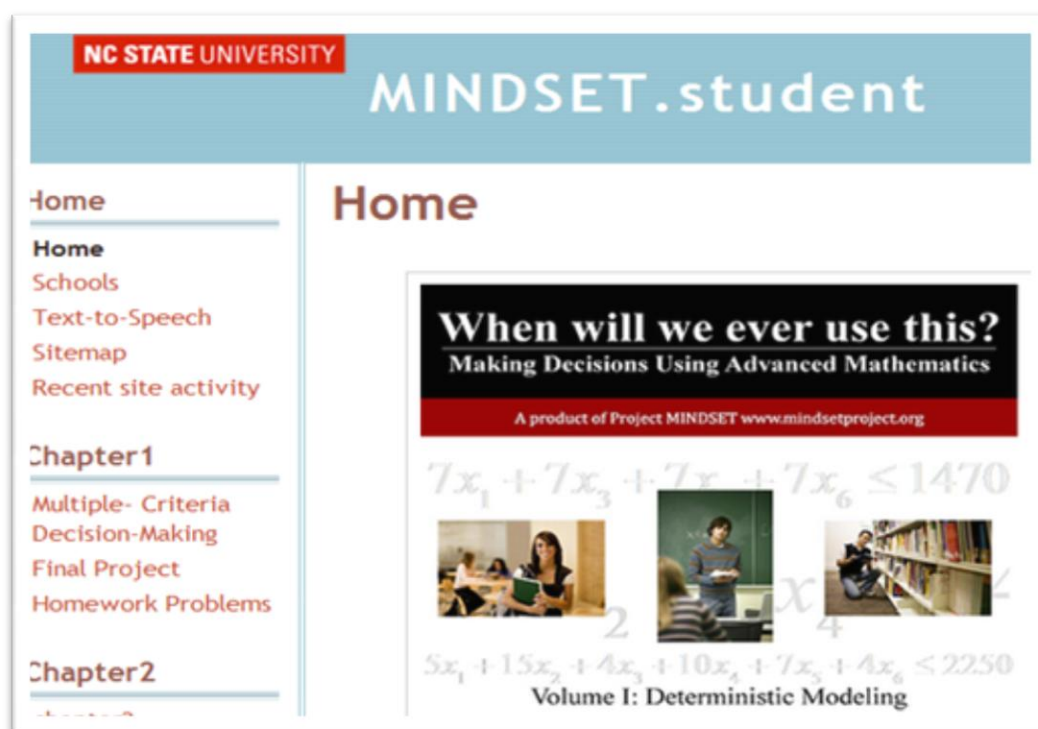 NC STATE UNIVERSITY
MINDSET.student
Home
Home
Schools
Text-to-Speech
Sitemap
Recent site activity
Chapter1
Multiple- Criteria
Decision-Making
Final Project
Homework Problems
Chapter2
Home
When will we ever use this?
Making Decisions Using Advanced Mathematics
A product of Project MINDSET www.mindsetproject.org
7x₁ + 7x₃ + 7x + 7x₆ ≤ 1470
2
x₄
5x₁ + 15x₂ + 4x₃ + 10x₄ + 7x₅ + 4x₆ ≤ 2250
Volume I: Deterministic Modeling